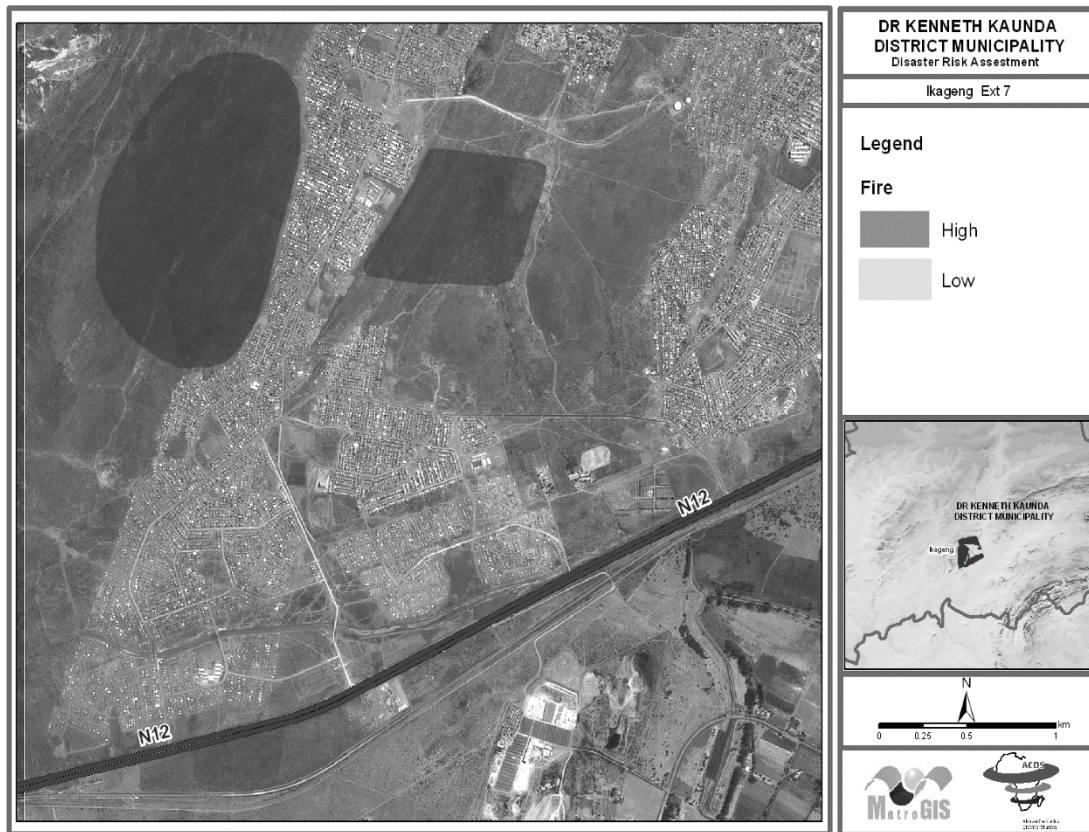 DR KENNETH KAUNDA
DISTRICT MUNICIPALITY
Disaster Risk Assestment
Ikageng Ext 7
Legend
Fire
High
Low
N12
N12
DR KENNETH KAUNDA
DISTRICT MUNICIPALITY
Ikageng
N
km
0 0.25 0.5 1
MetroGIS
ACDS